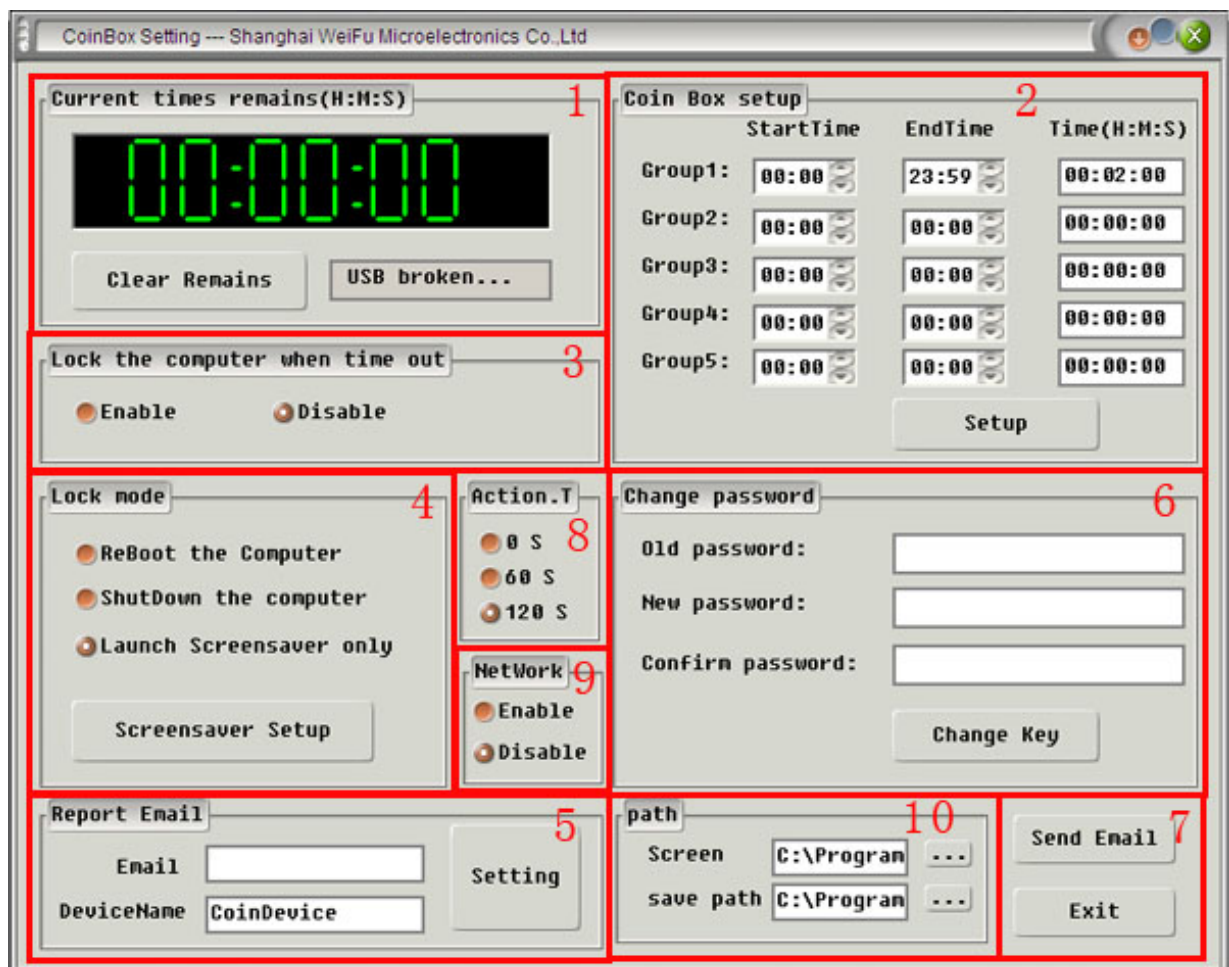 CoinBox Setting --- Shanghai WeiFu Microelectronics Co.,Ltd
Current times remains(H:M:S)
1
00:00:00
Clear Remains
USB broken...
Coin Box setup
2
StartTime EndTime Time(H:M:S)
Group1: 00:00 23:59 00:02:00
Group2: 00:00 00:00 00:00:00
Group3: 00:00 00:00 00:00:00
Group4: 00:00 00:00 00:00:00
Group5: 00:00 00:00 00:00:00
Setup
Lock the computer when time out
3
Enable Disable
Lock mode
4
ReBoot the Computer
ShutDown the computer
Launch Screensaver only
Screensaver Setup
Action.T
8
0 S
60 S
120 S
NetWork
9
Enable
Disable
Change password
6
Old password:
New password:
Confirm password:
Change Key
Report Email
5
Email
DeviceName CoinDevice
Setting
path
10
Screen C:\Program ...
save path C:\Program ...
7
Send Email
Exit